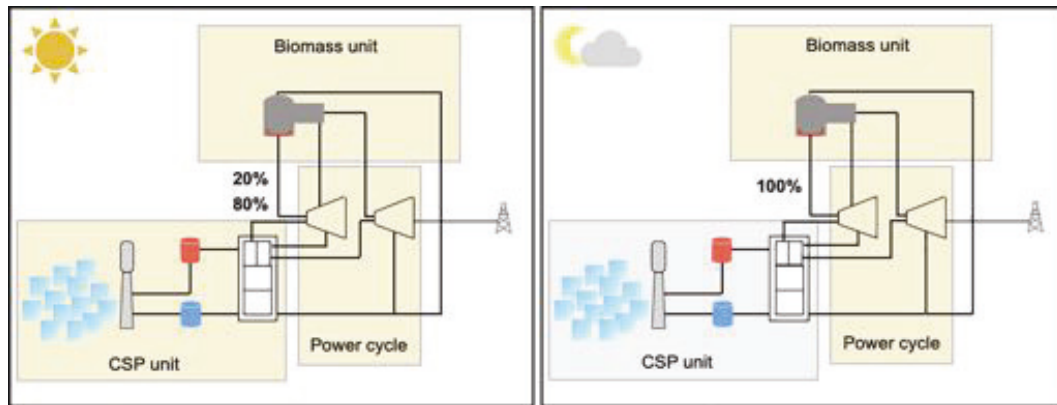 Biomass unit
20%
80%
Power cycle
CSP unit
Biomass unit
100%
Power cycle
CSP unit